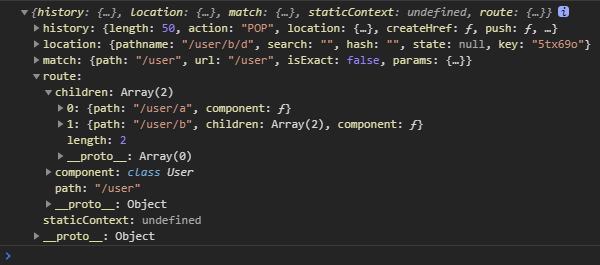 {history: {…}, location: {…}, match: {…}, staticContext: undefined, route: {…}} i
history: {length: 50, action: "POP", location: {…}, createHref: ƒ, push: ƒ, …}
location: {pathname: "/user/b/d", search: "", hash: "", state: null, key: "5tx69o"}
match: {path: "/user", url: "/user", isExact: false, params: {…}}
route:
children: Array(2)
0: {path: "/user/a", component: ƒ}
1: {path: "/user/b", children: Array(2), component: ƒ}
length: 2
__proto__: Array(0)
component: class User
path: "/user"
__proto__: Object
staticContext: undefined
__proto__: Object